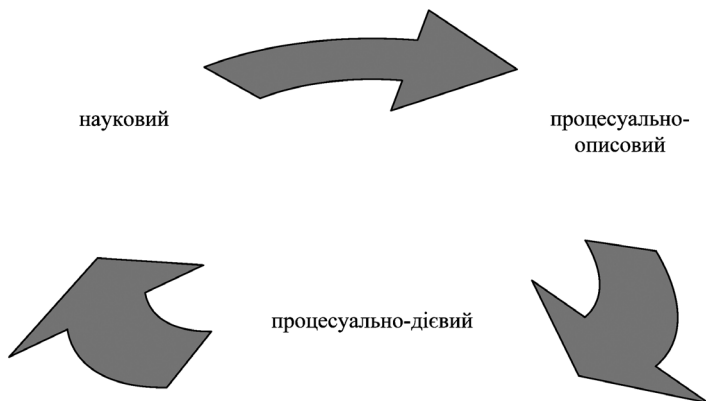 науковий
процесуально-
описовий
процесуально-дієвий